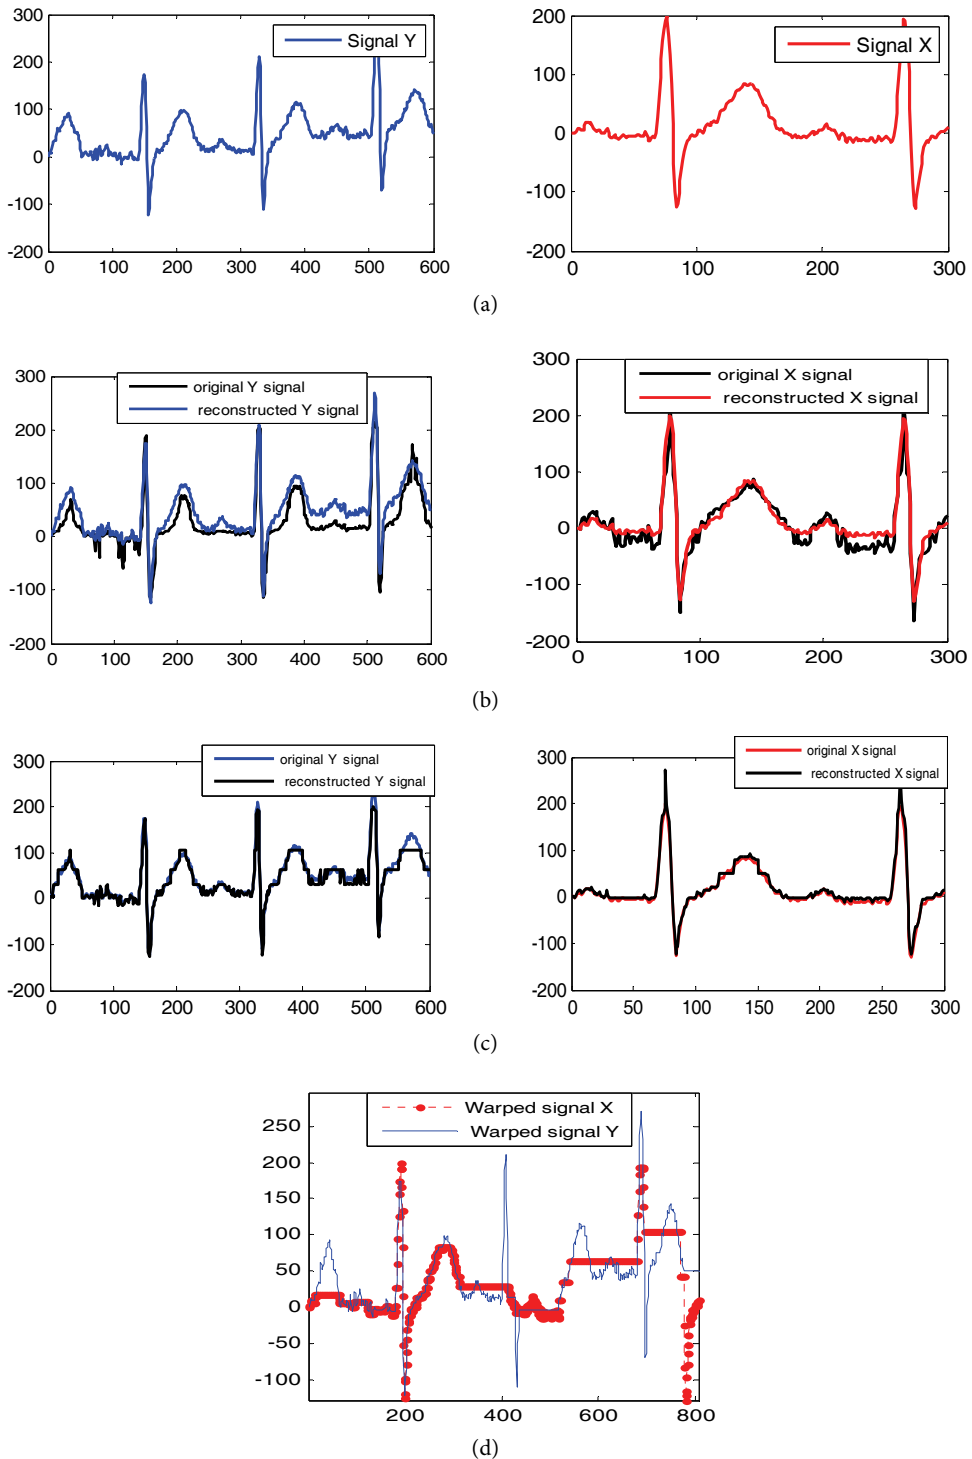 300
200
100
0
-100
200
Signal Y
0 100 200 300 400 500 600
200
100
0
-100
-200
Signal X
0 100 200 300
(a)
300
200
100
0
-100
-200
original Y signal
reconstructed Y signal
0 100 200 300 400 500 600
300
200
100
0
-100
-200
original X signal
reconstructed X signal
0 100 200 300
(b)
300
200
100
0
-100
-200
original Y signal
reconstructed Y signal
0 100 200 300 400 500 600
300
200
100
0
-100
-200
original X signal
reconstructed X signal
0 50 100 150 200 250 300
(c)
250
200
150
100
50
0
-50
-100
Warped signal X
Warped signal Y
200 400 600 800
(d)